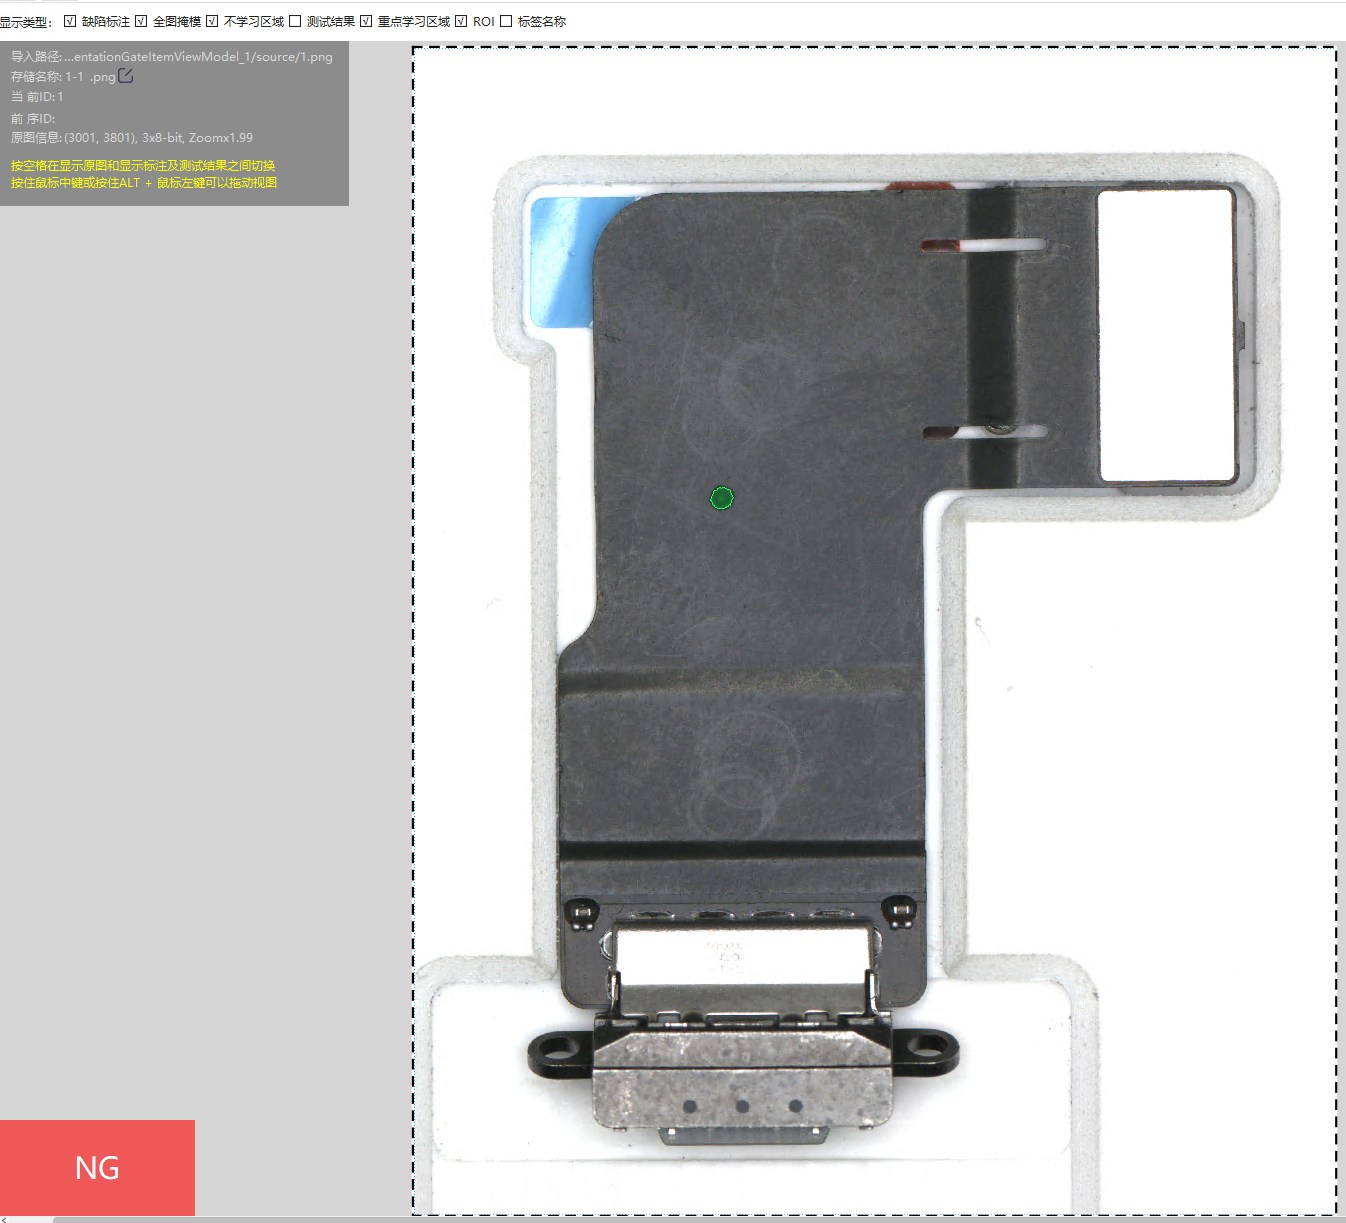 显示类型: √ 缺陷标注 √ 全图掩模 √ 不学习区域 测试结果 √ 重点学习区域 √ ROI 标签名称
导入路径: ...entationGateItemViewModel_1/source/1.png
存储名称: 1-1 .png
当 前ID: 1
前 序ID:
原图信息: (3001, 3801), 3x8-bit, Zoomx1.99
按空格在显示原图和显示标注及测试结果之间切换
按住鼠标中键或按住ALT + 鼠标左键可以拖动视图
NG